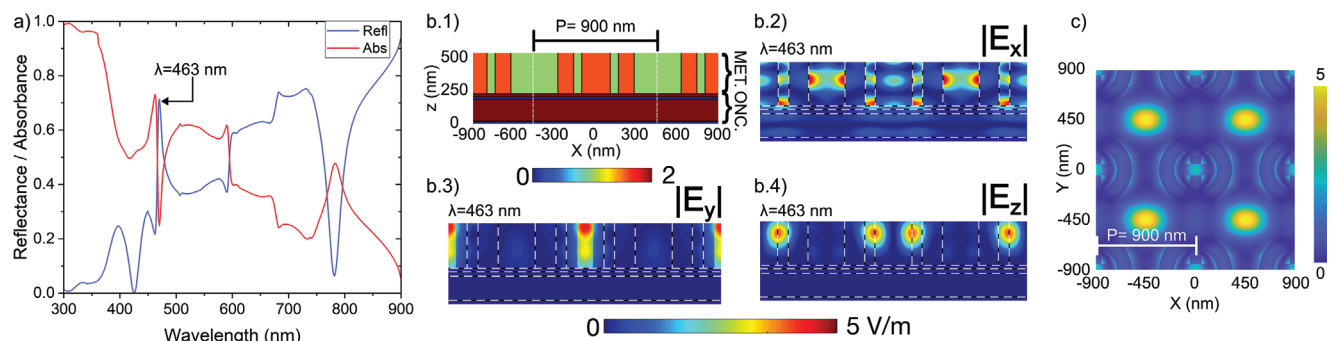 a)
Reflectance / Absorbance
1.0
0.8
0.6
0.4
0.2
0.0
300 400 500 600 700 800 900
Wavelength (nm)
Refl
Abs
λ=463 nm
b.1)
P= 900 nm
z (nm)
500
250
0
-900 -600 -300 0 300 600 900
X (nm)
MET.
ONC.
0 2
b.2)
λ=463 nm
|Ex|
b.3)
λ=463 nm
|Ey|
b.4)
λ=463 nm
|Ez|
0 5 V/m
c)
Y (nm)
900
450
0
-450
-900
P= 900 nm
-900 -450 0 450 900
X (nm)
5
0